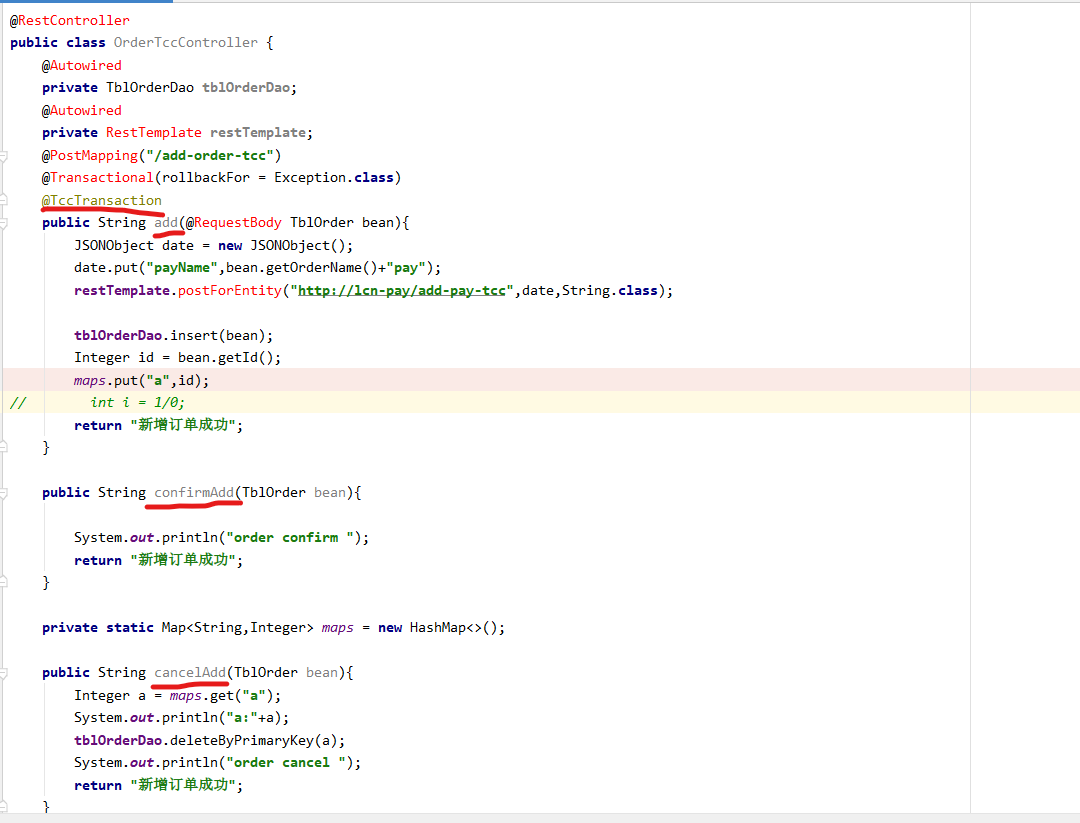 @RestController
public class OrderTccController {
    @Autowired
    private TblOrderDao tblOrderDao;
    @Autowired
    private RestTemplate restTemplate;
    @PostMapping("/add-order-tcc")
    @Transactional(rollbackFor = Exception.class)
    @TccTransaction
    public String add(@RequestBody TblOrder bean){
        JSONObject date = new JSONObject();
        date.put("payName",bean.getOrderName()+"pay");
        restTemplate.postForEntity("http://lcn-pay/add-pay-tcc",date,String.class);
        tblOrderDao.insert(bean);
        Integer id = bean.getId();
        maps.put("a",id);
//        int i = 1/0;
        return "新增订单成功";
    }
    public String confirmAdd(TblOrder bean){
        System.out.println("order confirm ");
        return "新增订单成功";
    }
    private static Map<String,Integer> maps = new HashMap<>();
    public String cancelAdd(TblOrder bean){
        Integer a = maps.get("a");
        System.out.println("a:"+a);
        tblOrderDao.deleteByPrimaryKey(a);
        System.out.println("order cancel ");
        return "新增订单成功";
    }